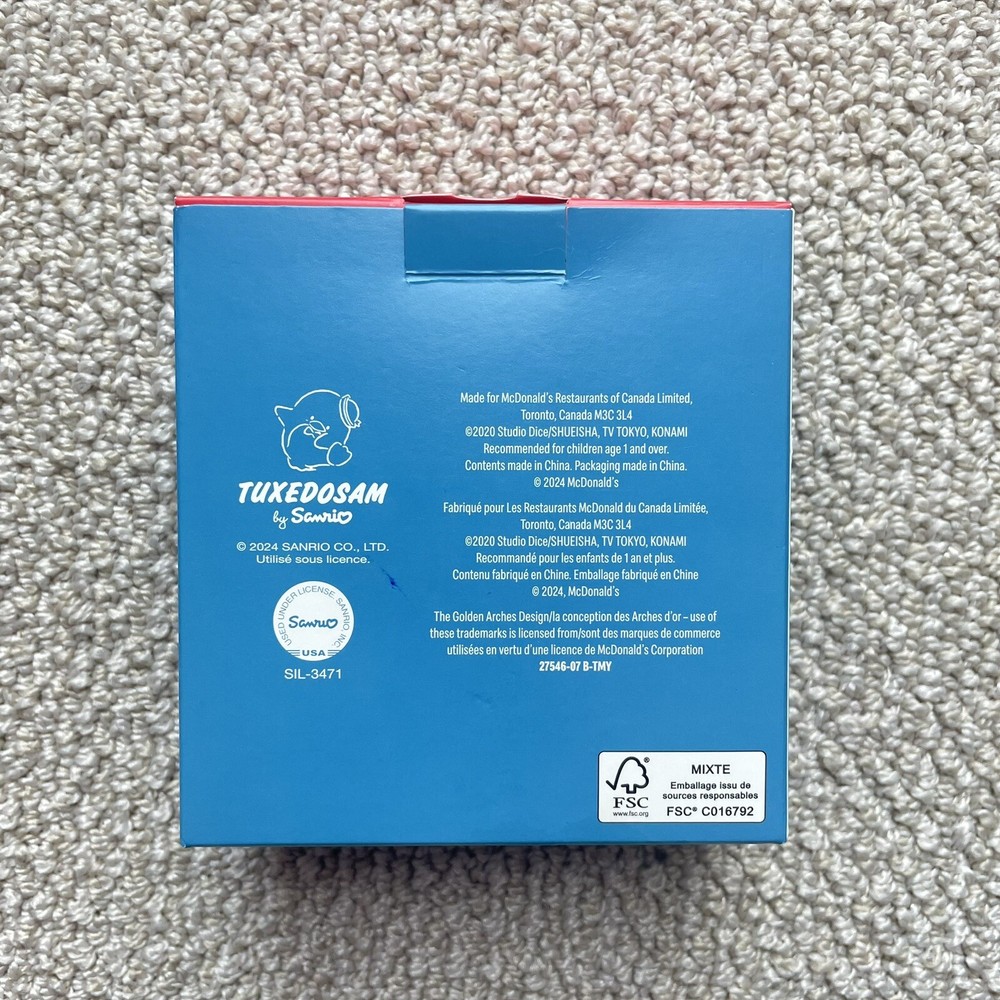 TUXEDOSAM
by Sanrio
© 2024 SANRIO CO., LTD.
Utilisé sous licence.
USED UNDER LICENSE SANRIO, INC.
Sanrio
USA
SIL-3471
Made for McDonald's Restaurants of Canada Limited,
Toronto, Canada M3C 3L4
©2020 Studio Dice/SHUEISHA, TV TOKYO, KONAMI
Recommended for children age 1 and over.
Contents made in China. Packaging made in China.
© 2024 McDonald's
Fabriqué pour Les Restaurants McDonald du Canada Limitée,
Toronto, Canada M3C 3L4
©2020 Studio Dice/SHUEISHA, TV TOKYO, KONAMI
Recommandé pour les enfants de 1 an et plus.
Contenu fabriqué en Chine. Emballage fabriqué en Chine
© 2024, McDonald's
The Golden Arches Design/la conception des Arches d'or – use of
these trademarks is licensed from/sont des marques de commerce
utilisées en vertu d'une licence de McDonald's Corporation
27546-07 B-TMY
®
FSC
www.fsc.org
MIXTE
Emballage issu de
sources responsables
FSC® C016792